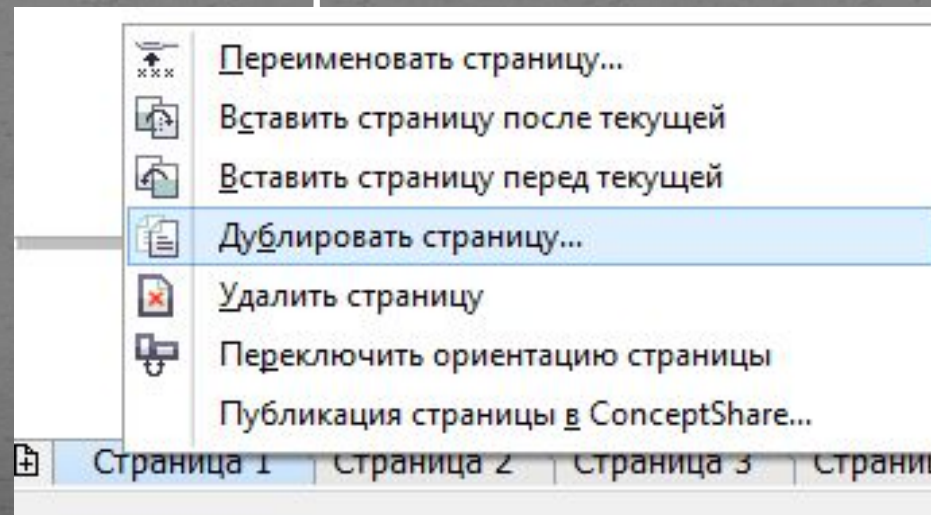 Переименовать страницу...
Вставить страницу после текущей
Вставить страницу перед текущей
Дублировать страницу...
Удалить страницу
Переключить ориентацию страницы
Публикация страницы в ConceptShare...
Страница 1 Страница 2 Страница 3